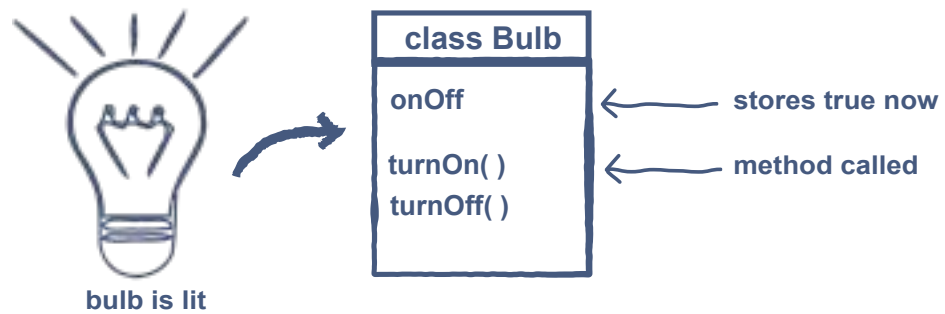 class Bulb
onOff
stores true now
turnOn( )
method called
turnOff( )
bulb is lit